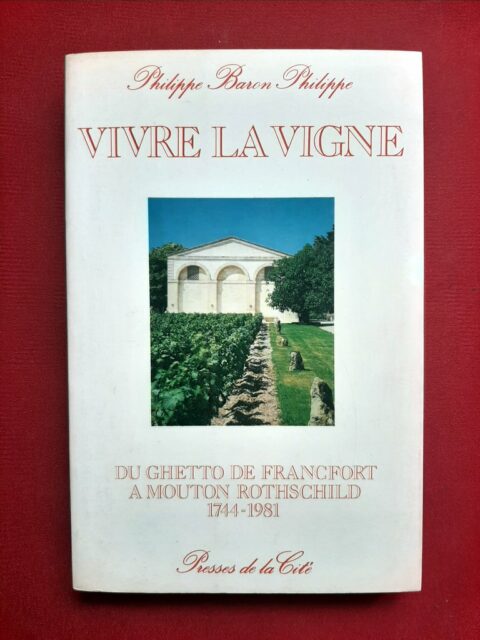 Philippe Baron Philippe
VIVRE LA VIGNE
DU GHETTO DE FRANCFORT
A MOUTON ROTHSCHILD
1744-1981
Presses de la Cité